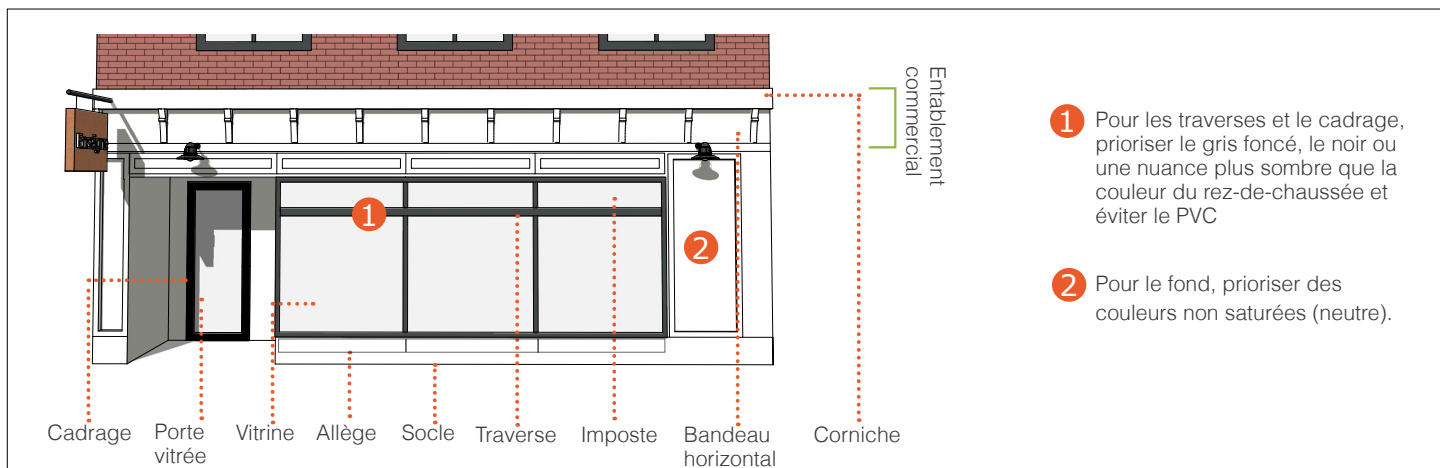 Entablement
commercial
Enseigne
1
2
1 Pour les traverses et le cadrage,
prioriser le gris foncé, le noir ou
une nuance plus sombre que la
couleur du rez-de-chaussée et
éviter le PVC
2 Pour le fond, prioriser des
couleurs non saturées (neutre).
Cadrage
Porte
vitrée
Vitrine
Allège
Socle
Traverse
Imposte
Bandeau
horizontal
Corniche